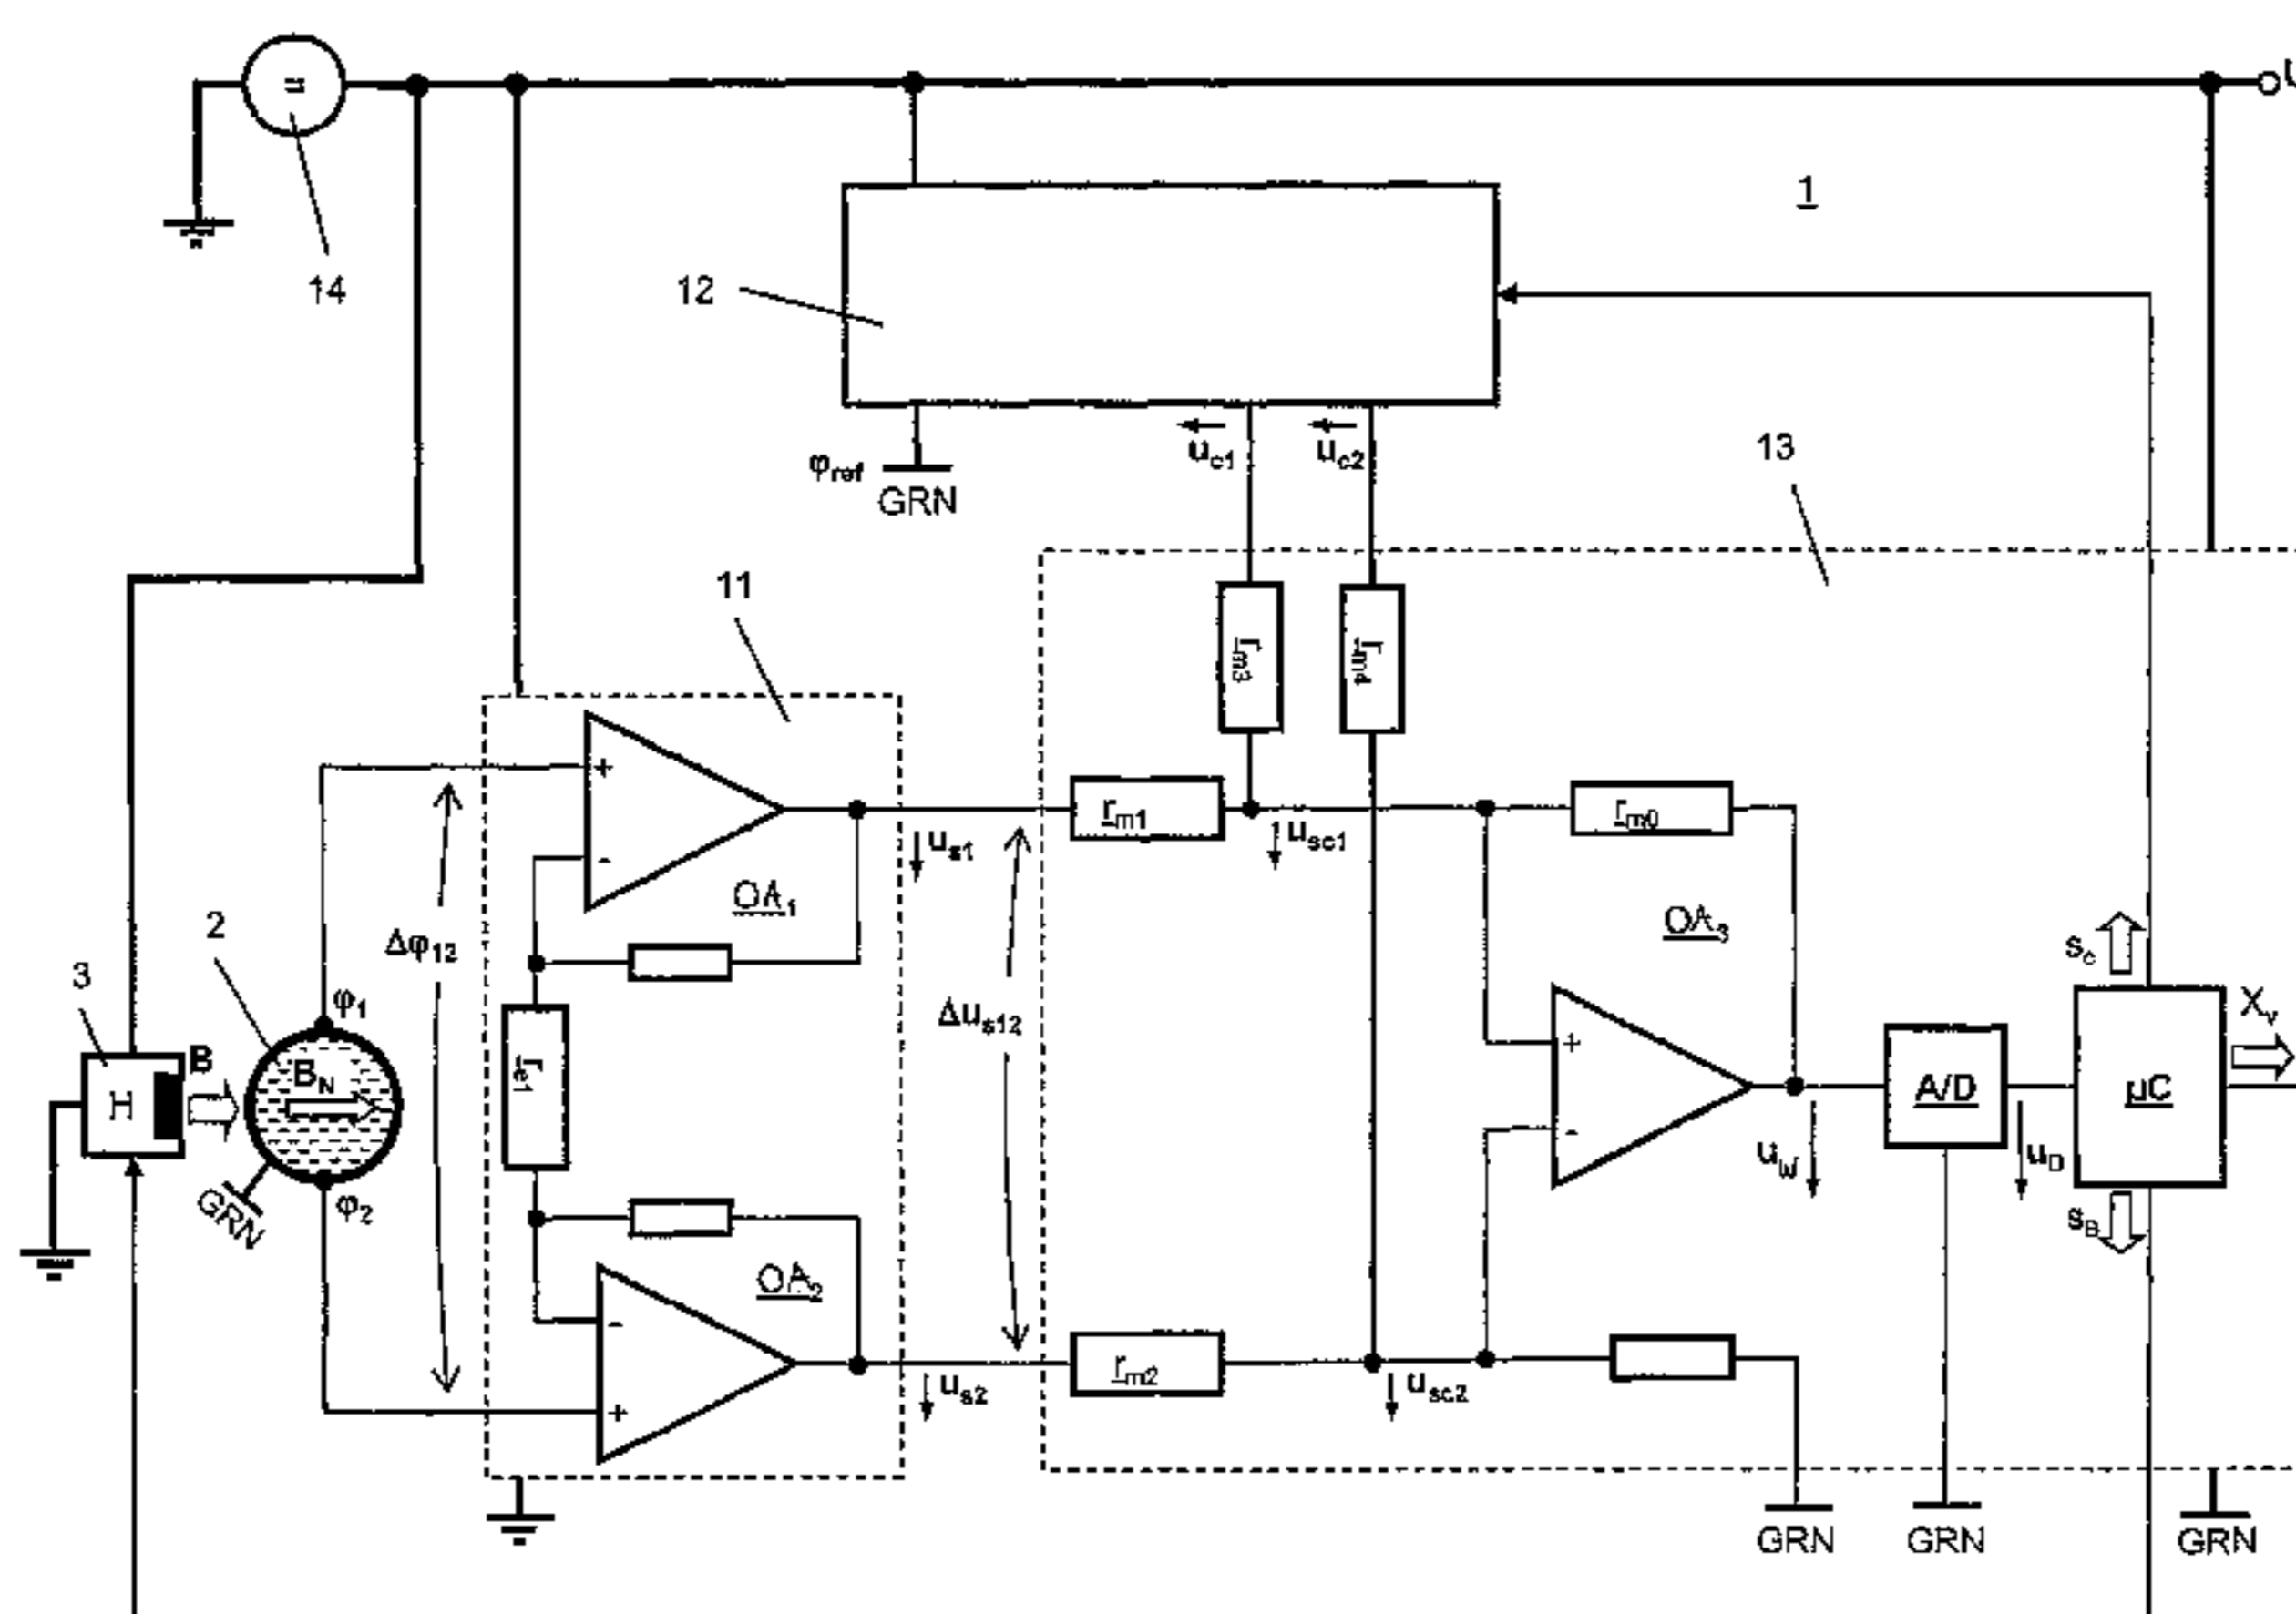 =
U
14
12
1
φref
GRN
uc1
uc2
13
11
rm3
rm4
+
-
OA1
us1
rm1
usc1
rm0
2
3
Δφ12
φ1
B
H
BN
GRN
φ2
re1
Δus12
OA3
+
-
uW
A/D
uD
sC
µC
Xv
sB
OA2
-
+
us2
rm2
usc2
GRN
GRN
GRN